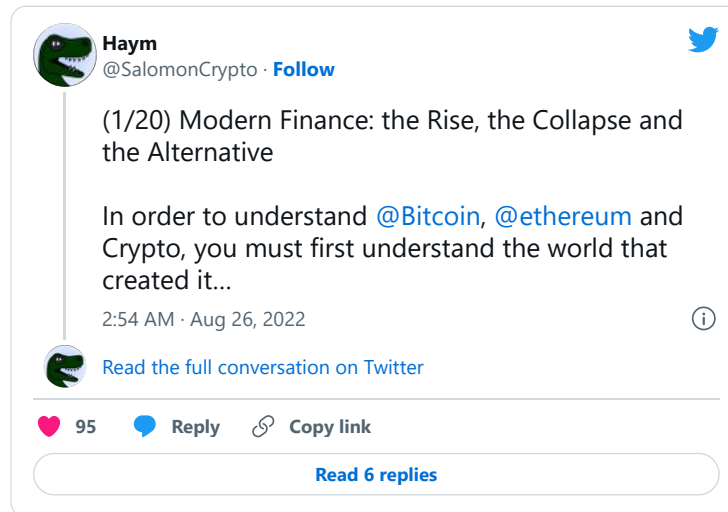 Haym
@SalomonCrypto · Follow
(1/20) Modern Finance: the Rise, the Collapse and
the Alternative
In order to understand @Bitcoin, @ethereum and
Crypto, you must first understand the world that
created it...
2:54 AM · Aug 26, 2022
Read the full conversation on Twitter
95 Reply Copy link
Read 6 replies